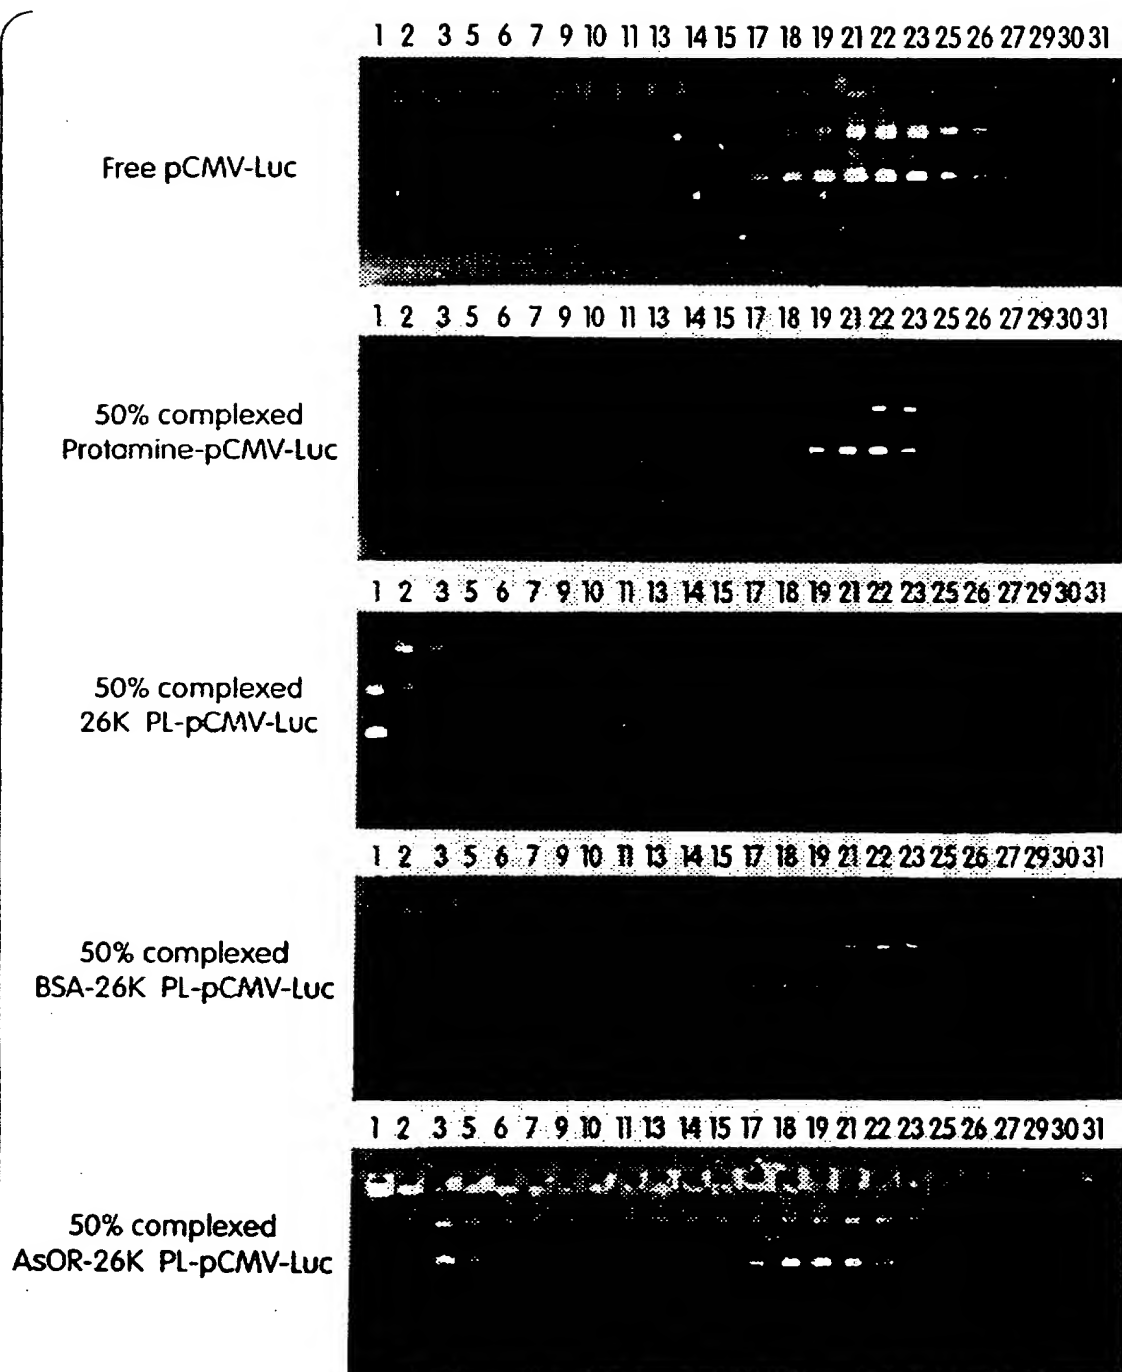 1 2 3 5 6 7 9 10 11 13 14 15 17 18 19 21 22 23 25 26 27 29 30 31
Free pCMV-Luc
1 2 3 5 6 7 9 10 11 13 14 15 17 18 19 21 22 23 25 26 27 29 30 31
50% complexed
Protamine-pCMV-Luc
1 2 3 5 6 7 9 10 11 13 14 15 17 18 19 21 22 23 25 26 27 29 30 31
50% complexed
26K PL-pCMV-Luc
1 2 3 5 6 7 9 10 11 13 14 15 17 18 19 21 22 23 25 26 27 29 30 31
50% complexed
BSA-26K PL-pCMV-Luc
1 2 3 5 6 7 9 10 11 13 14 15 17 18 19 21 22 23 25 26 27 29 30 31
50% complexed
AsOR-26K PL-pCMV-Luc